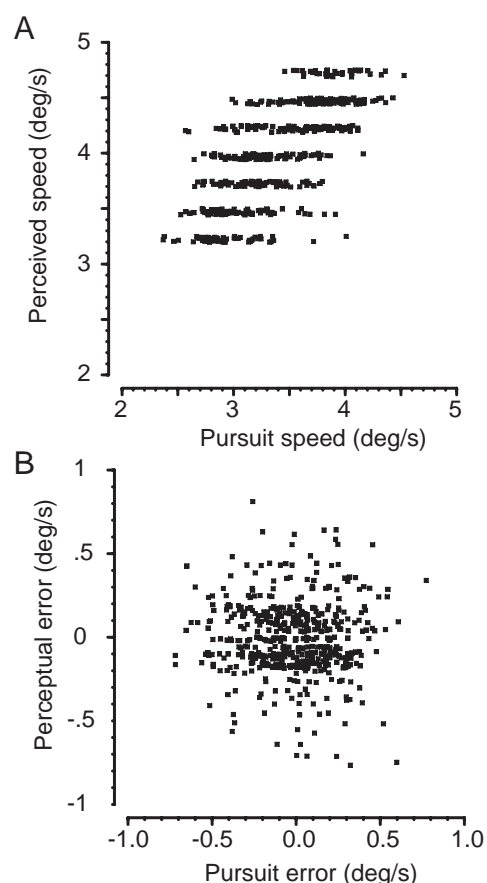 A
Perceived speed (deg/s)
5
4
3
2
2 3 4 5
Pursuit speed (deg/s)
B
Perceptual error (deg/s)
1
.5
0
-.5
-1
-1.0 -0.5 0.0 0.5 1.0
Pursuit error (deg/s)